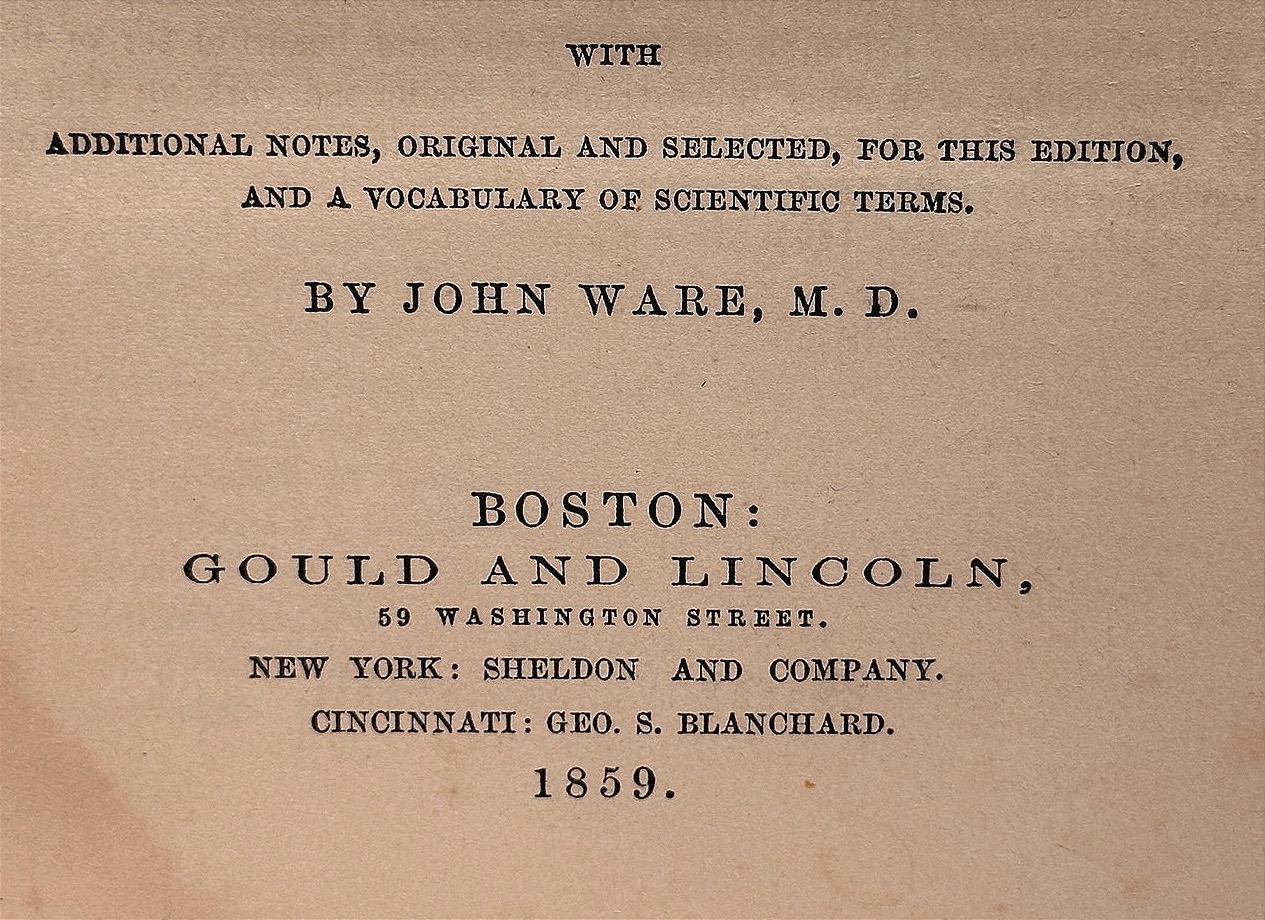 WITH
ADDITIONAL NOTES, ORIGINAL AND SELECTED, FOR THIS EDITION,
AND A VOCABULARY OF SCIENTIFIC TERMS.
BY JOHN WARE, M. D.
BOSTON:
GOULD AND LINCOLN,
59 WASHINGTON STREET.
NEW YORK: SHELDON AND COMPANY.
CINCINNATI: GEO. S. BLANCHARD.
1859.